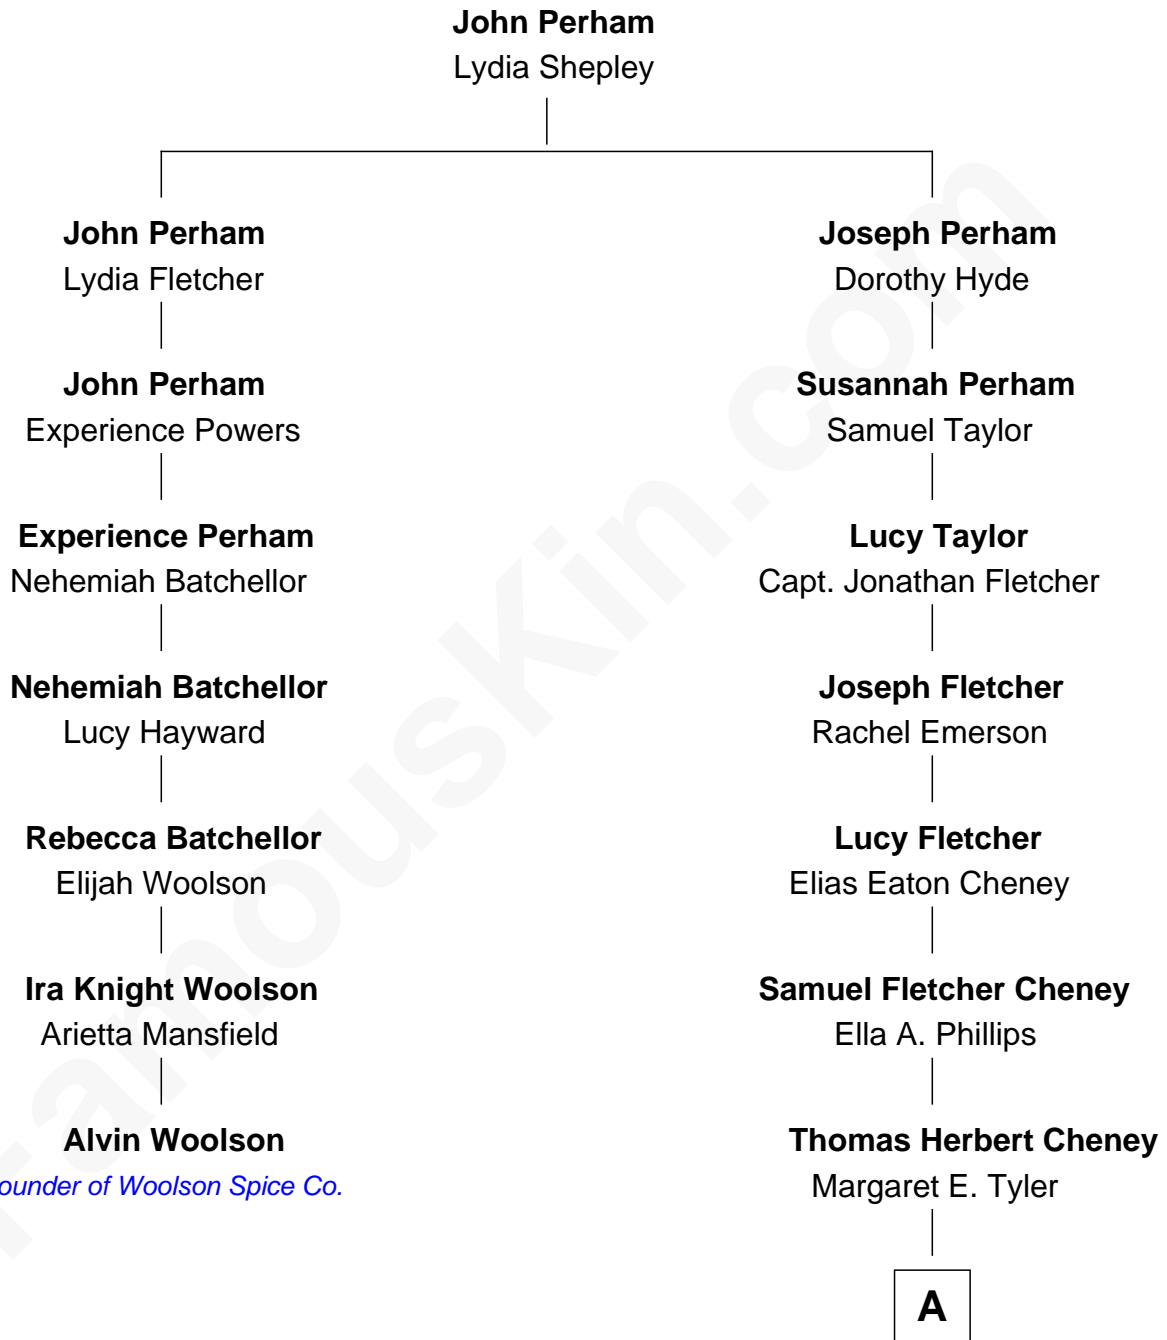 John Perham
Lydia Shepley
John Perham
Lydia Fletcher
John Perham
Experience Powers
Experience Perham
Nehemiah Batchellor
Nehemiah Batchellor
Lucy Hayward
Rebecca Batchellor
Elijah Woolson
Ira Knight Woolson
Arietta Mansfield
Alvin Woolson
ounder of Woolson Spice Co.
Joseph Perham
Dorothy Hyde
Susannah Perham
Samuel Taylor
Lucy Taylor
Capt. Jonathan Fletcher
Joseph Fletcher
Rachel Emerson
Lucy Fletcher
Elias Eaton Cheney
Samuel Fletcher Cheney
Ella A. Phillips
Thomas Herbert Cheney
Margaret E. Tyler
A
FamousKin.com